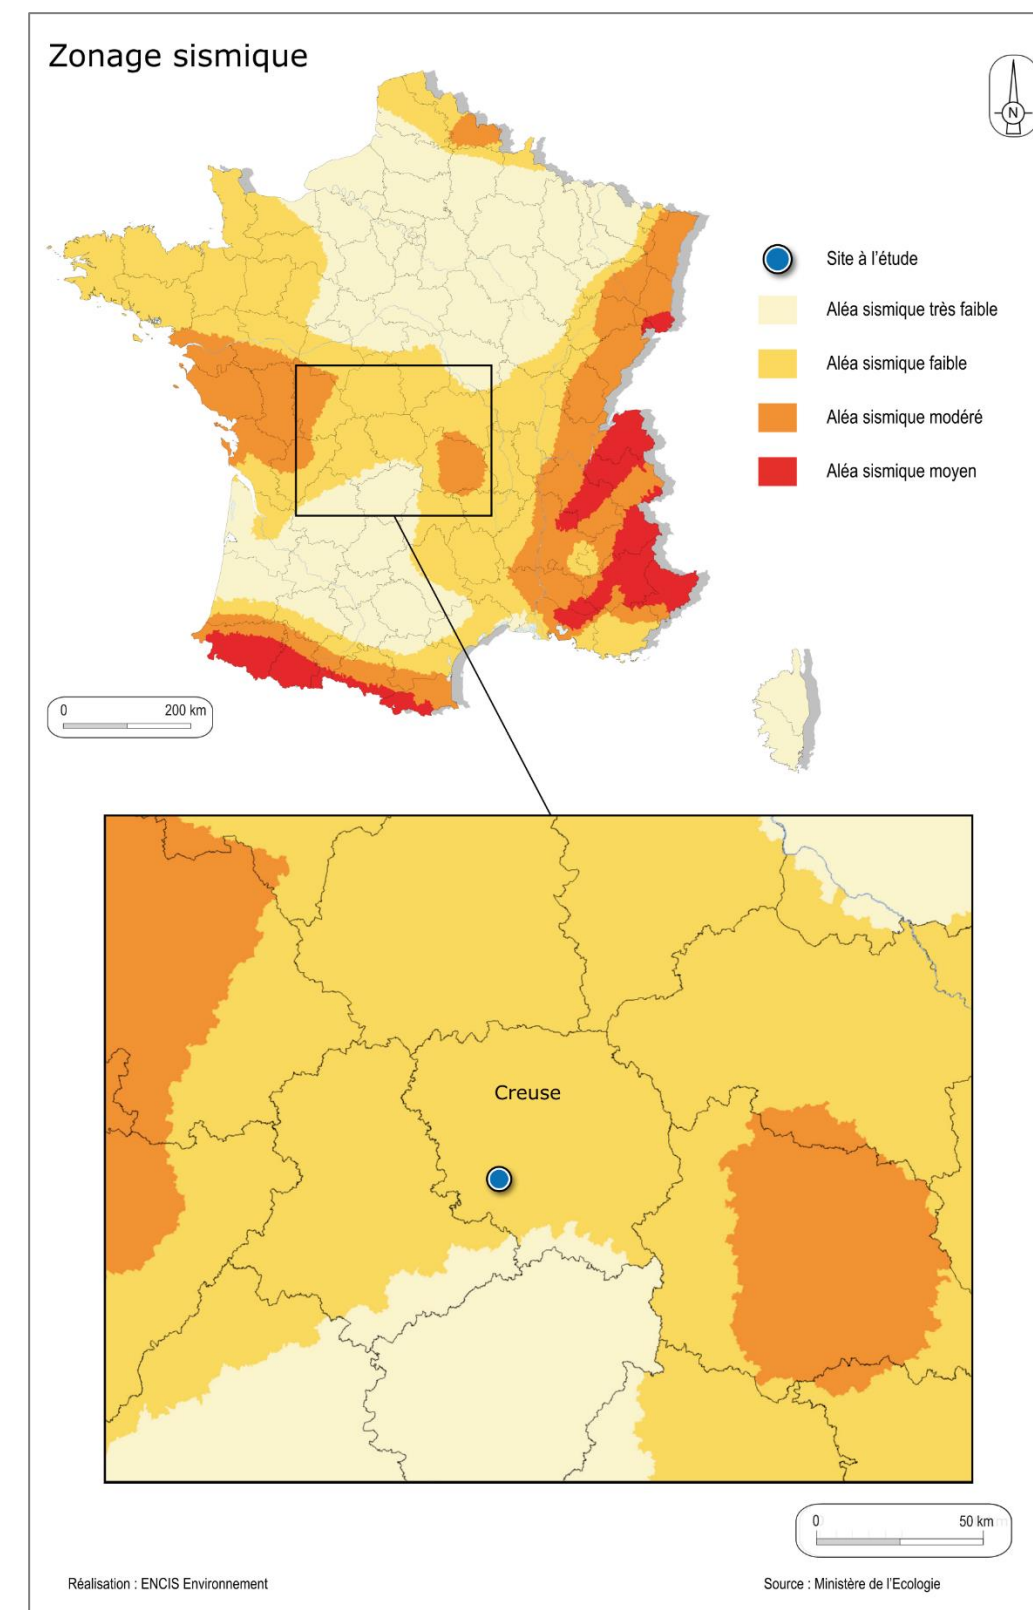 Zonage sismique
N
Site à l'étude
Aléa sismique très faible
Aléa sismique faible
Aléa sismique modéré
Aléa sismique moyen
0 200 km
Creuse
0 50 km
Réalisation : ENCIS Environnement
Source : Ministère de l'Ecologie